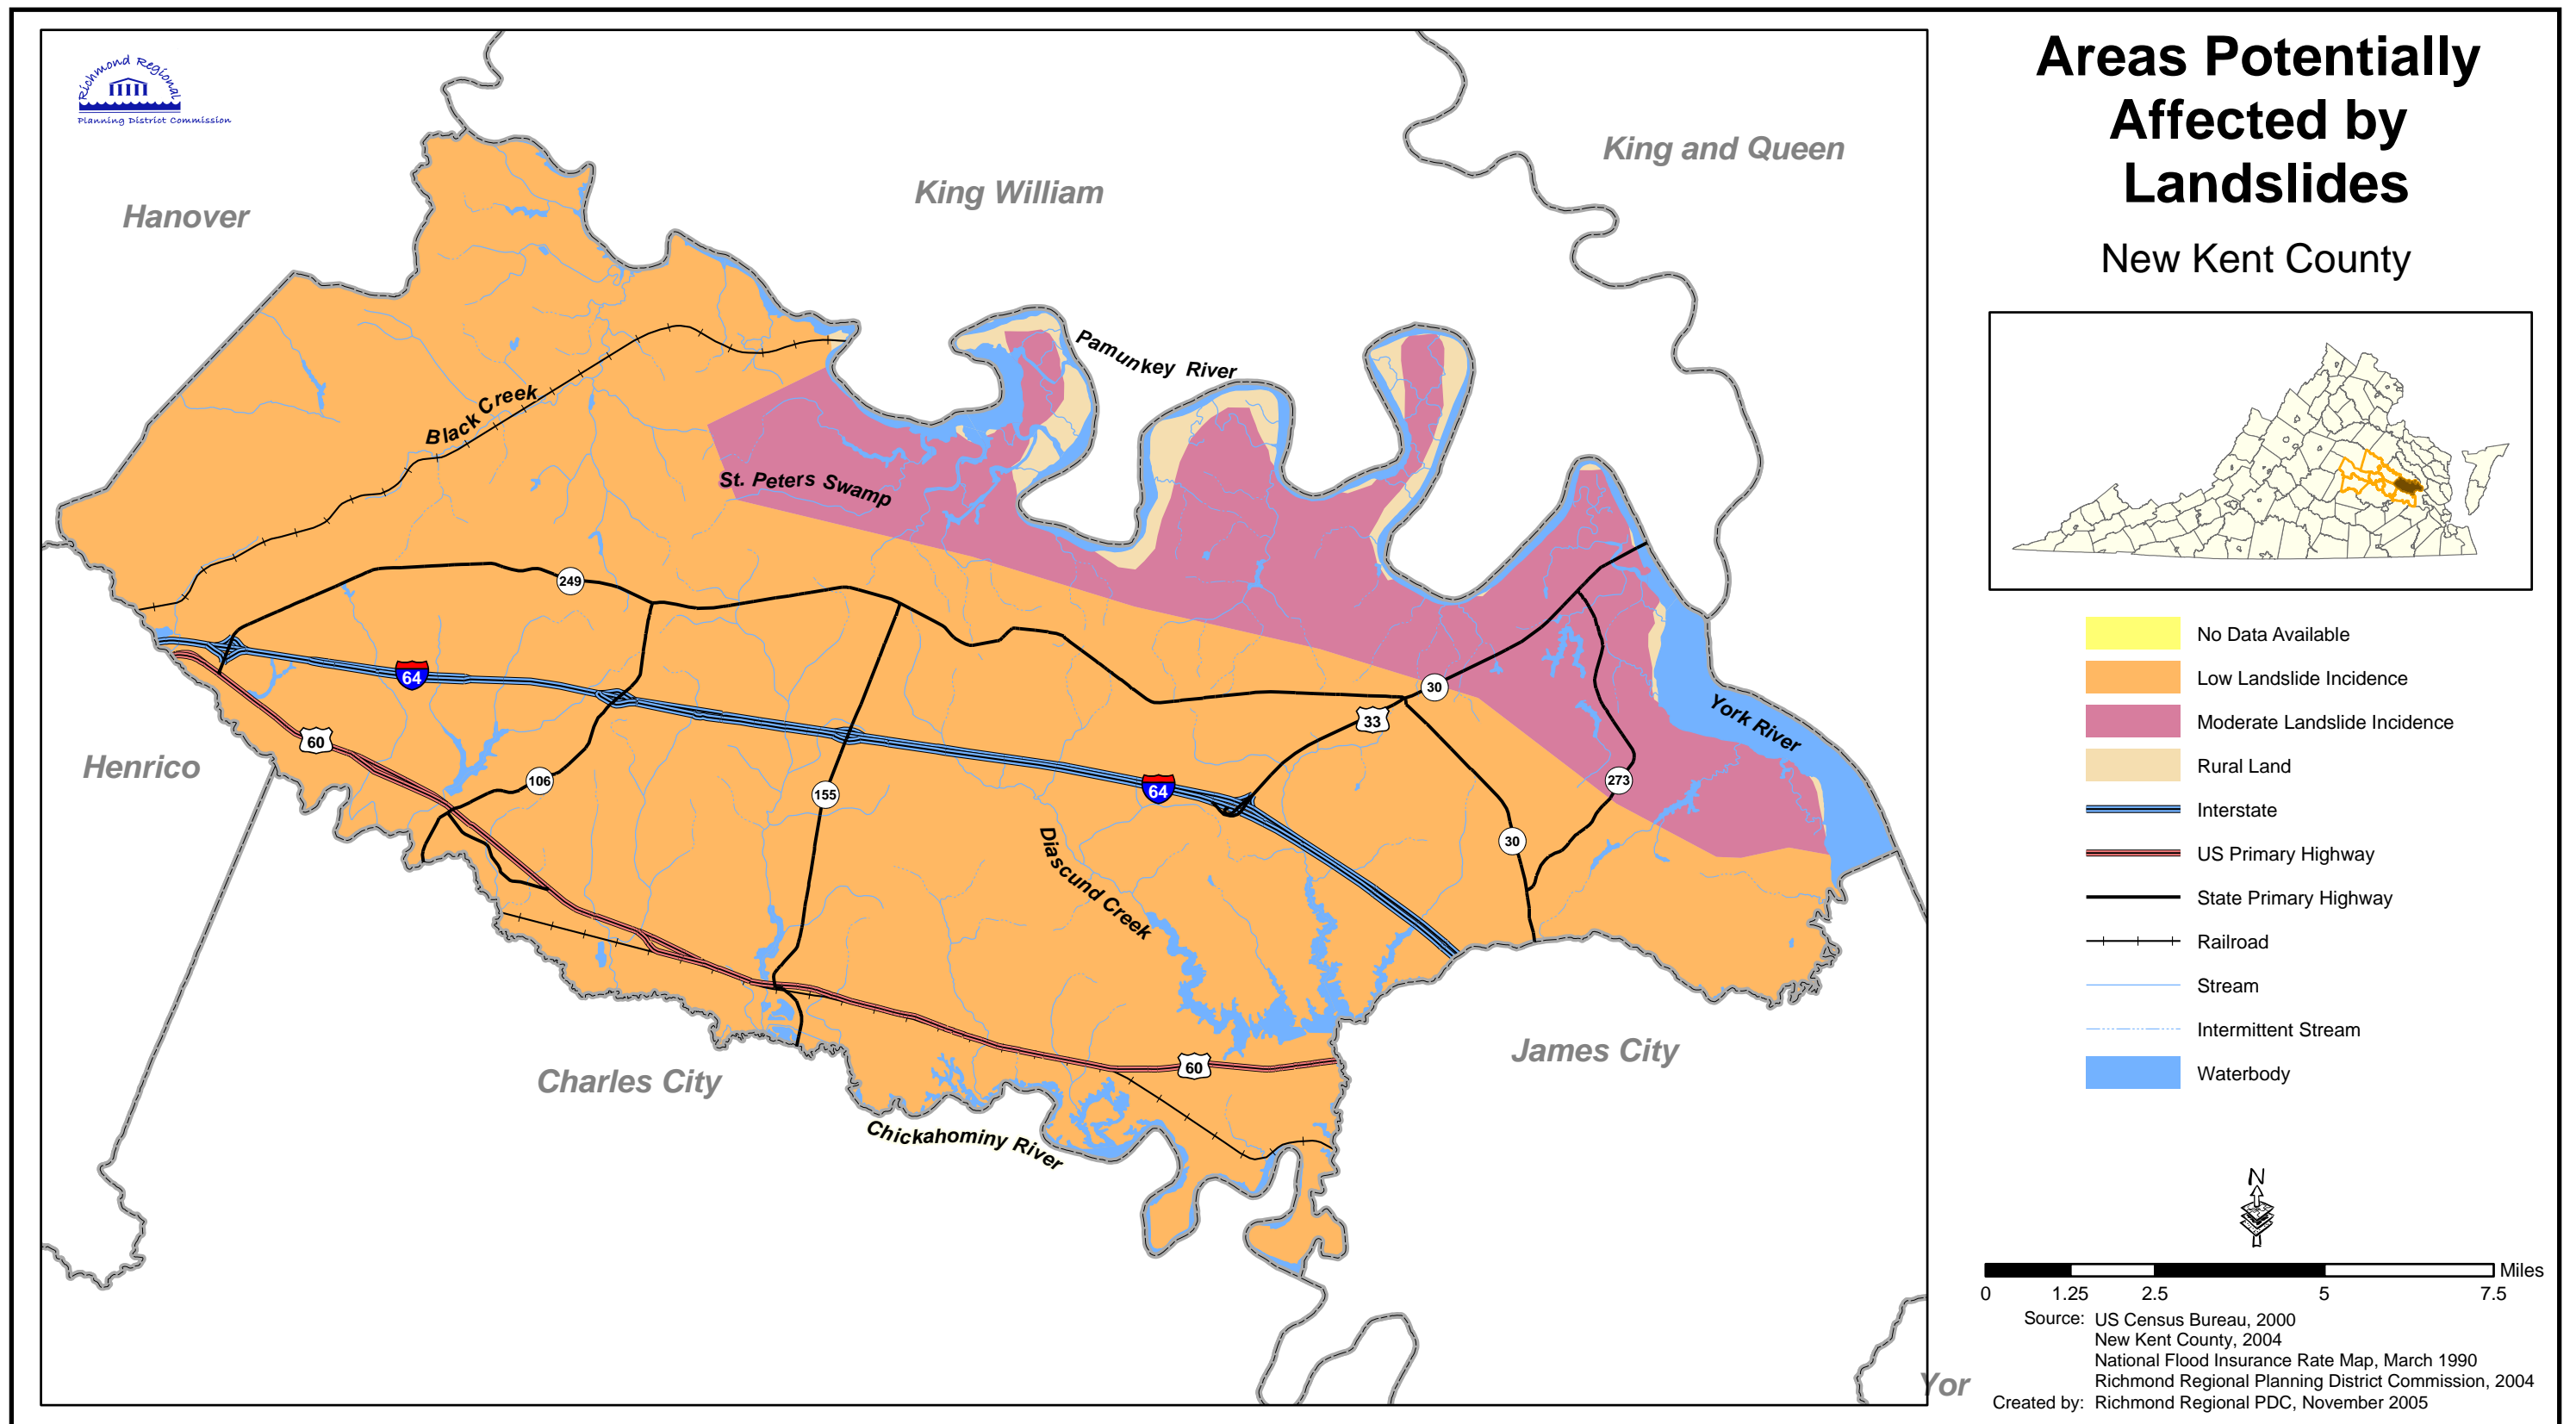 Richmond Regional
Planning District Commission
Areas Potentially
Affected by
Landslides
New Kent County
Hanover
King William
King and Queen
Henrico
Charles City
James City
Yor
Pamunkey River
Black Creek
St. Peters Swamp
York River
Diascund Creek
Chickahominy River
249
64
60
106
155
64
33
30
273
30
60
No Data Available
Low Landslide Incidence
Moderate Landslide Incidence
Rural Land
Interstate
US Primary Highway
State Primary Highway
Railroad
Stream
Intermittent Stream
Waterbody
N
Miles
0 1.25 2.5 5 7.5
Source: US Census Bureau, 2000
New Kent County, 2004
National Flood Insurance Rate Map, March 1990
Richmond Regional Planning District Commission, 2004
Created by: Richmond Regional PDC, November 2005